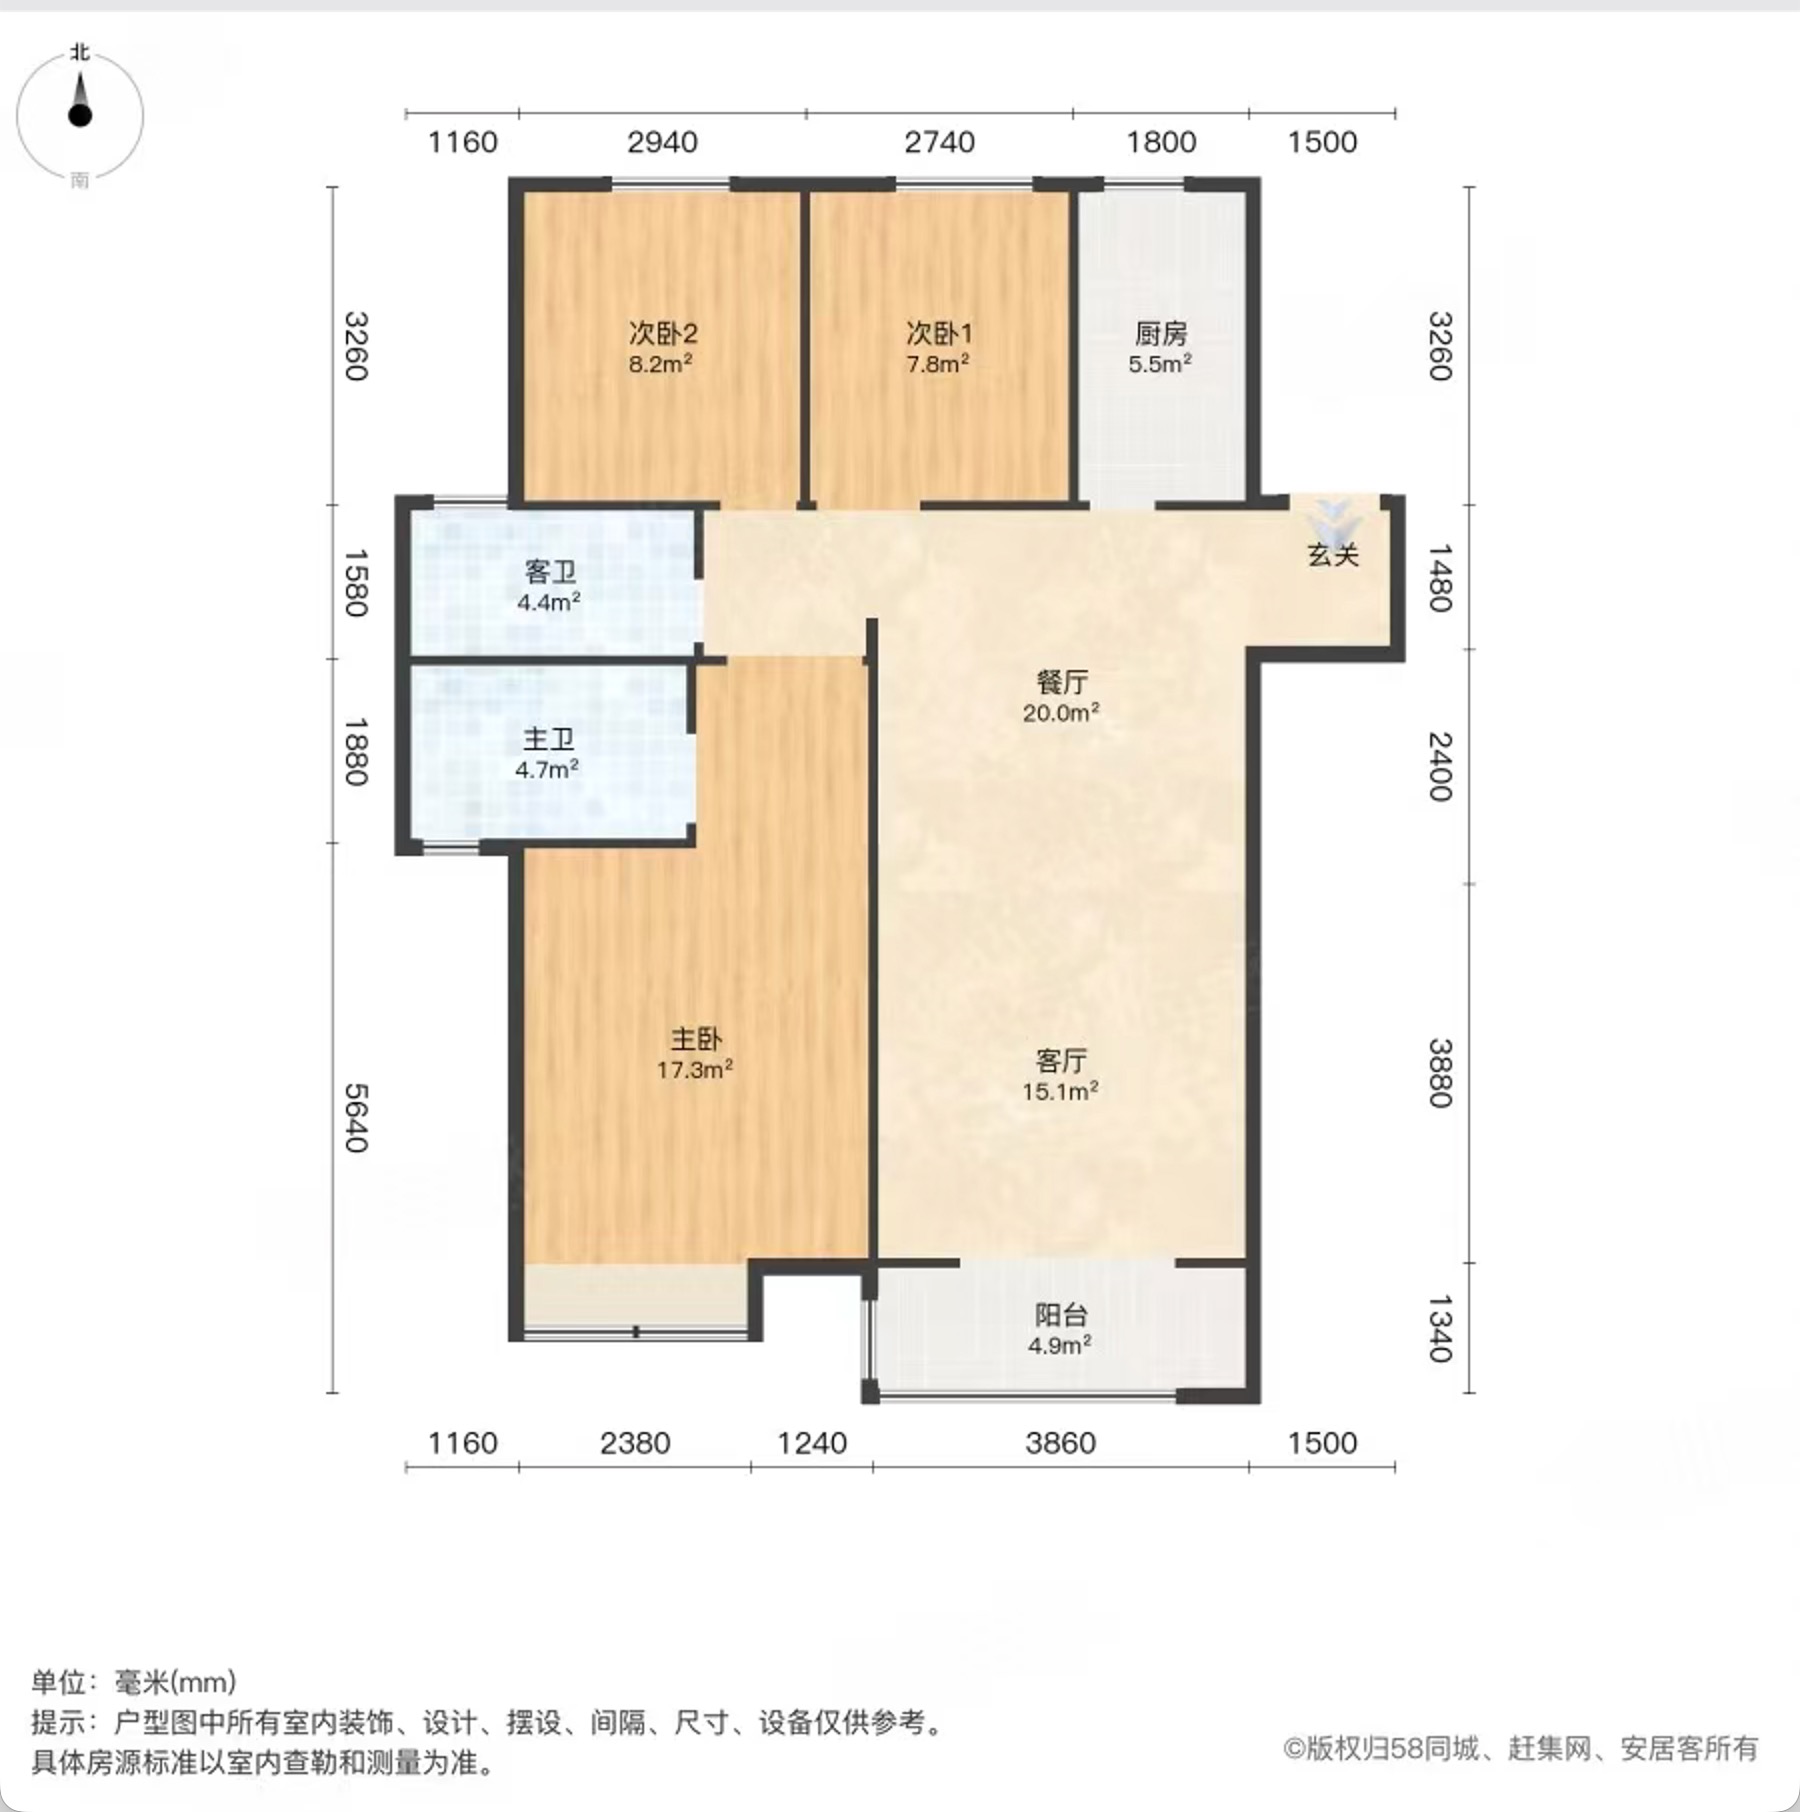 北
南
1160 2940 2740 1800 1500
3260
1580
1880
5640
3260
1480
2400
3880
1340
次卧2
8.2m²
次卧1
7.8m²
厨房
5.5m²
玄关
客卫
4.4m²
餐厅
20.0m²
主卫
4.7m²
主卧
17.3m²
客厅
15.1m²
阳台
4.9m²
1160 2380 1240 3860 1500
单位：毫米(mm)
提示：户型图中所有室内装饰、设计、摆设、间隔、尺寸、设备仅供参考。
具体房源标准以室内查勘和测量为准。
©版权归58同城、赶集网、安居客所有